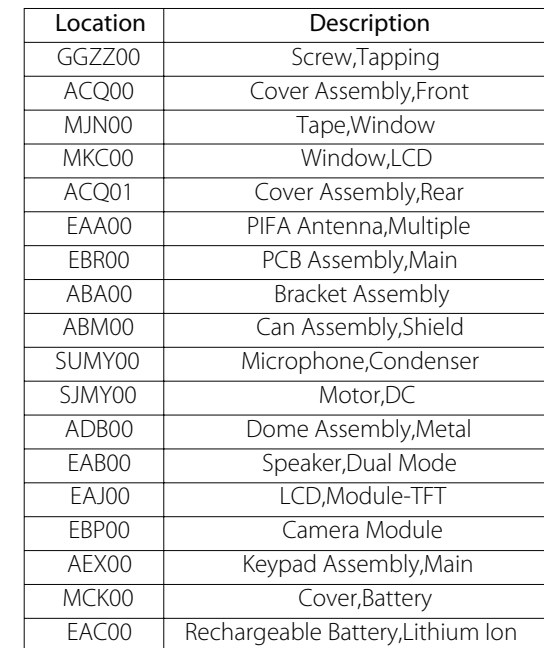 Location Description
GGZZ00 Screw,Tapping
ACQ00 Cover Assembly,Front
MJN00 Tape,Window
MKC00 Window,LCD
ACQ01 Cover Assembly,Rear
EAA00 PIFA Antenna,Multiple
EBR00 PCB Assembly,Main
ABA00 Bracket Assembly
ABM00 Can Assembly,Shield
SUMY00 Microphone,Condenser
SJMY00 Motor,DC
ADB00 Dome Assembly,Metal
EAB00 Speaker,Dual Mode
EAJ00 LCD,Module-TFT
EBP00 Camera Module
AEX00 Keypad Assembly,Main
MCK00 Cover,Battery
EAC00 Rechargeable Battery,Lithium Ion